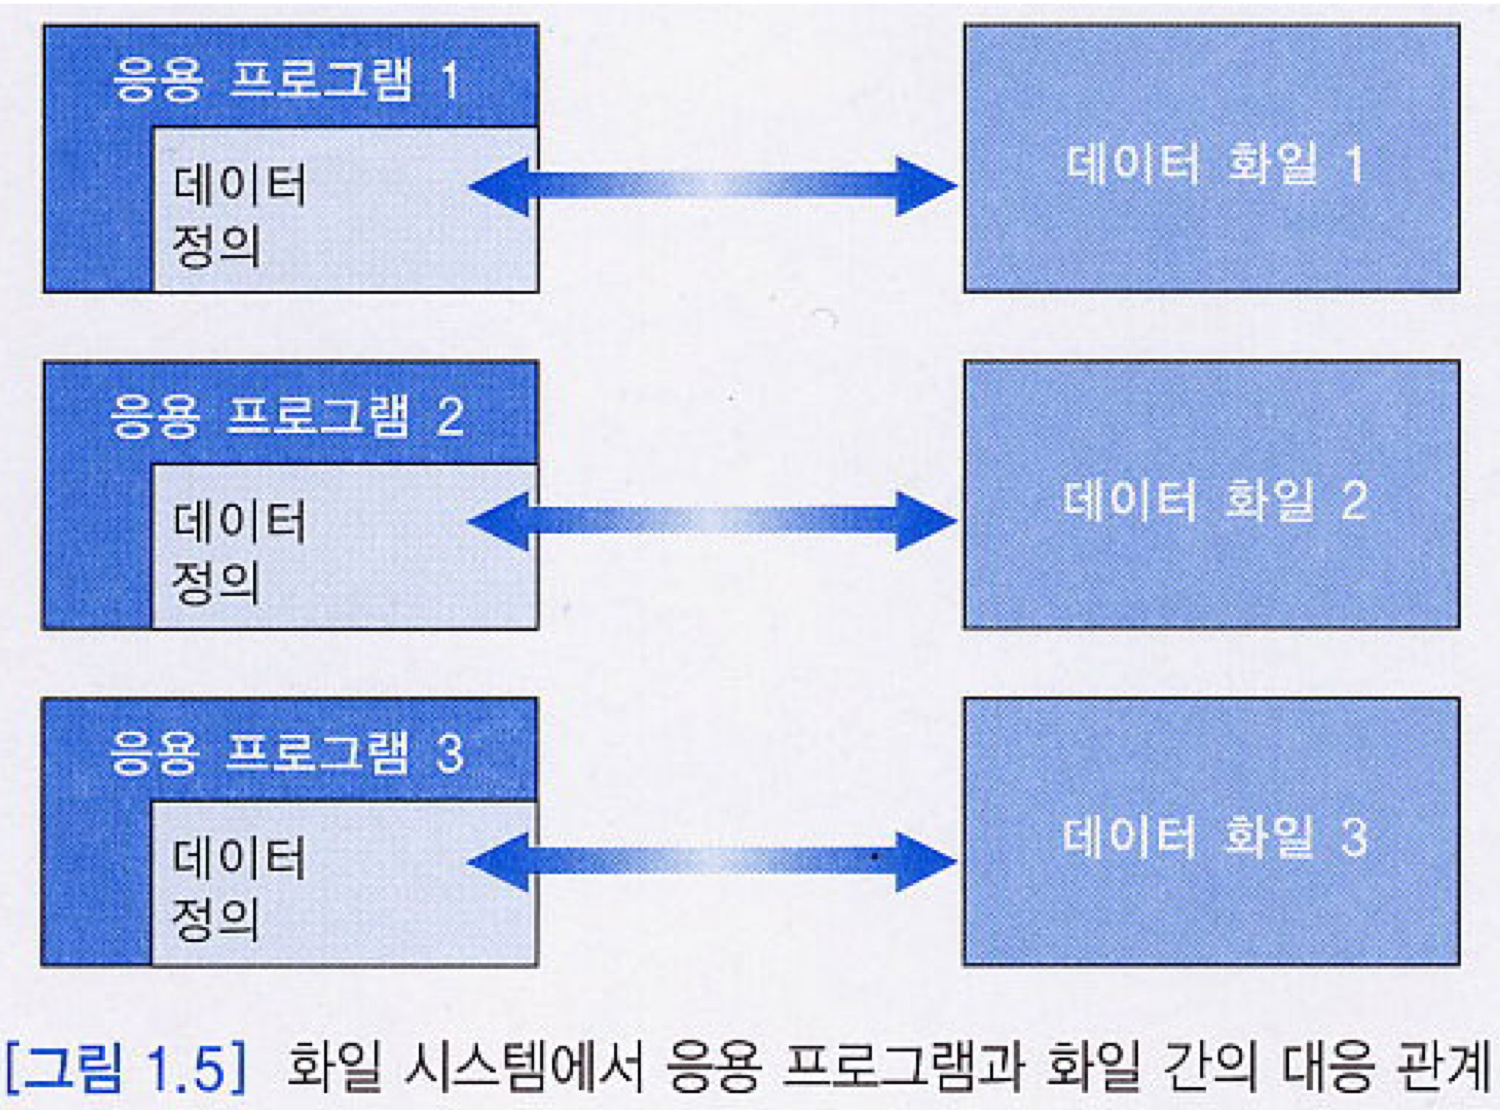 응용 프로그램 1
데이터
정의
데이터 화일 1
응용 프로그램 2
데이터
정의
데이터 화일 2
응용 프로그램 3
데이터
정의
데이터 화일 3
[그림 1.5] 화일 시스템에서 응용 프로그램과 화일 간의 대응 관계